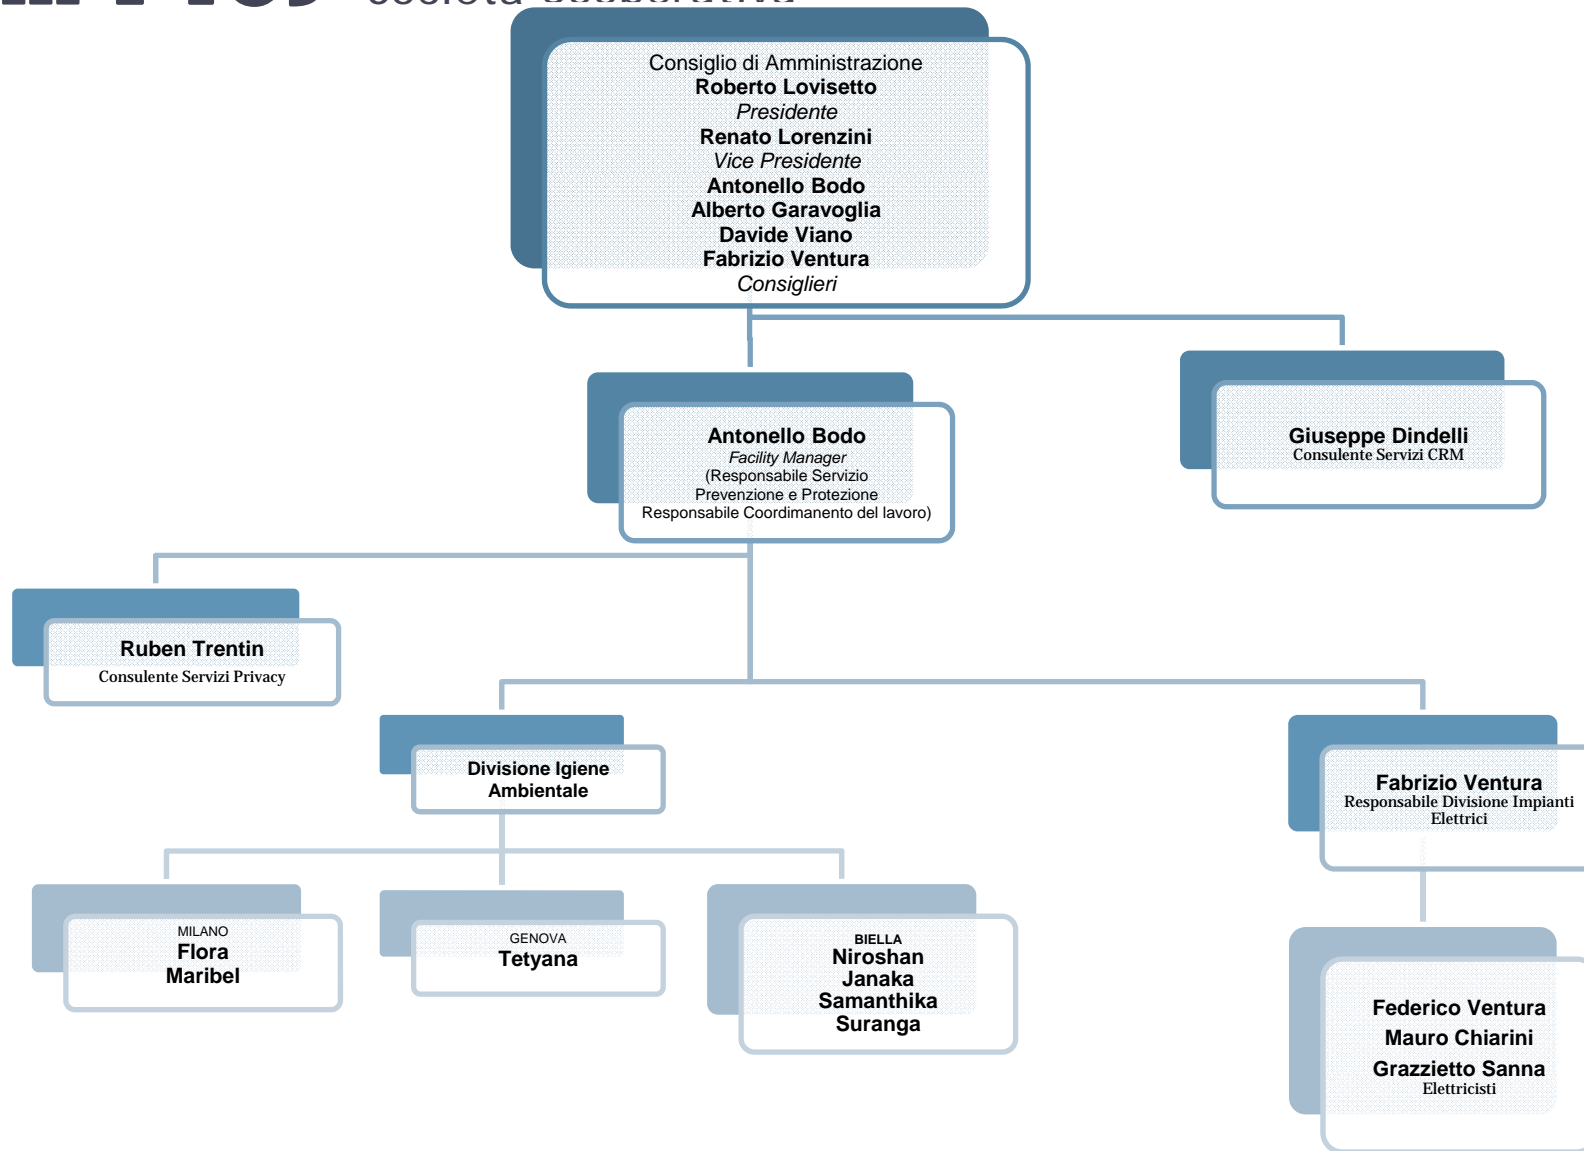 società cooperativa
Consiglio di Amministrazione
Roberto Lovisetto
Presidente
Renato Lorenzini
Vice Presidente
Antonello Bodo
Alberto Garavoglia
Davide Viano
Fabrizio Ventura
Consiglieri
Antonello Bodo
Facility Manager
(Responsabile Servizio
Prevenzione e Protezione
Responsabile Coordimanento del lavoro)
Giuseppe Dindelli
Consulente Servizi CRM
Ruben Trentin
Consulente Servizi Privacy
Divisione Igiene
Ambientale
Fabrizio Ventura
Responsabile Divisione Impianti
Elettrici
MILANO
Flora
Maribel
GENOVA
Tetyana
BIELLA
Niroshan
Janaka
Samanthika
Suranga
Federico Ventura
Mauro Chiarini
Grazzietto Sanna
Elettricisti